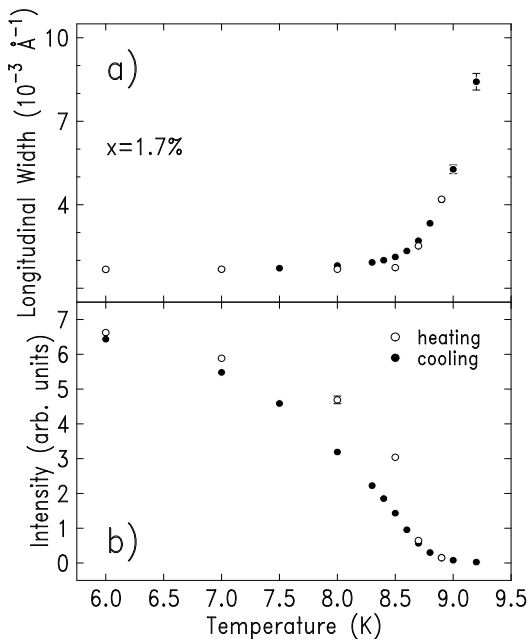 10
7
4
Longitudinal Width (10⁻³ Å⁻¹)
a)
x=1.7%
7
6
5
4
3
2
1
0
Intensity (arb. units)
heating
cooling
b)
6.0 6.5 7.0 7.5 8.0 8.5 9.0 9.5
Temperature (K)